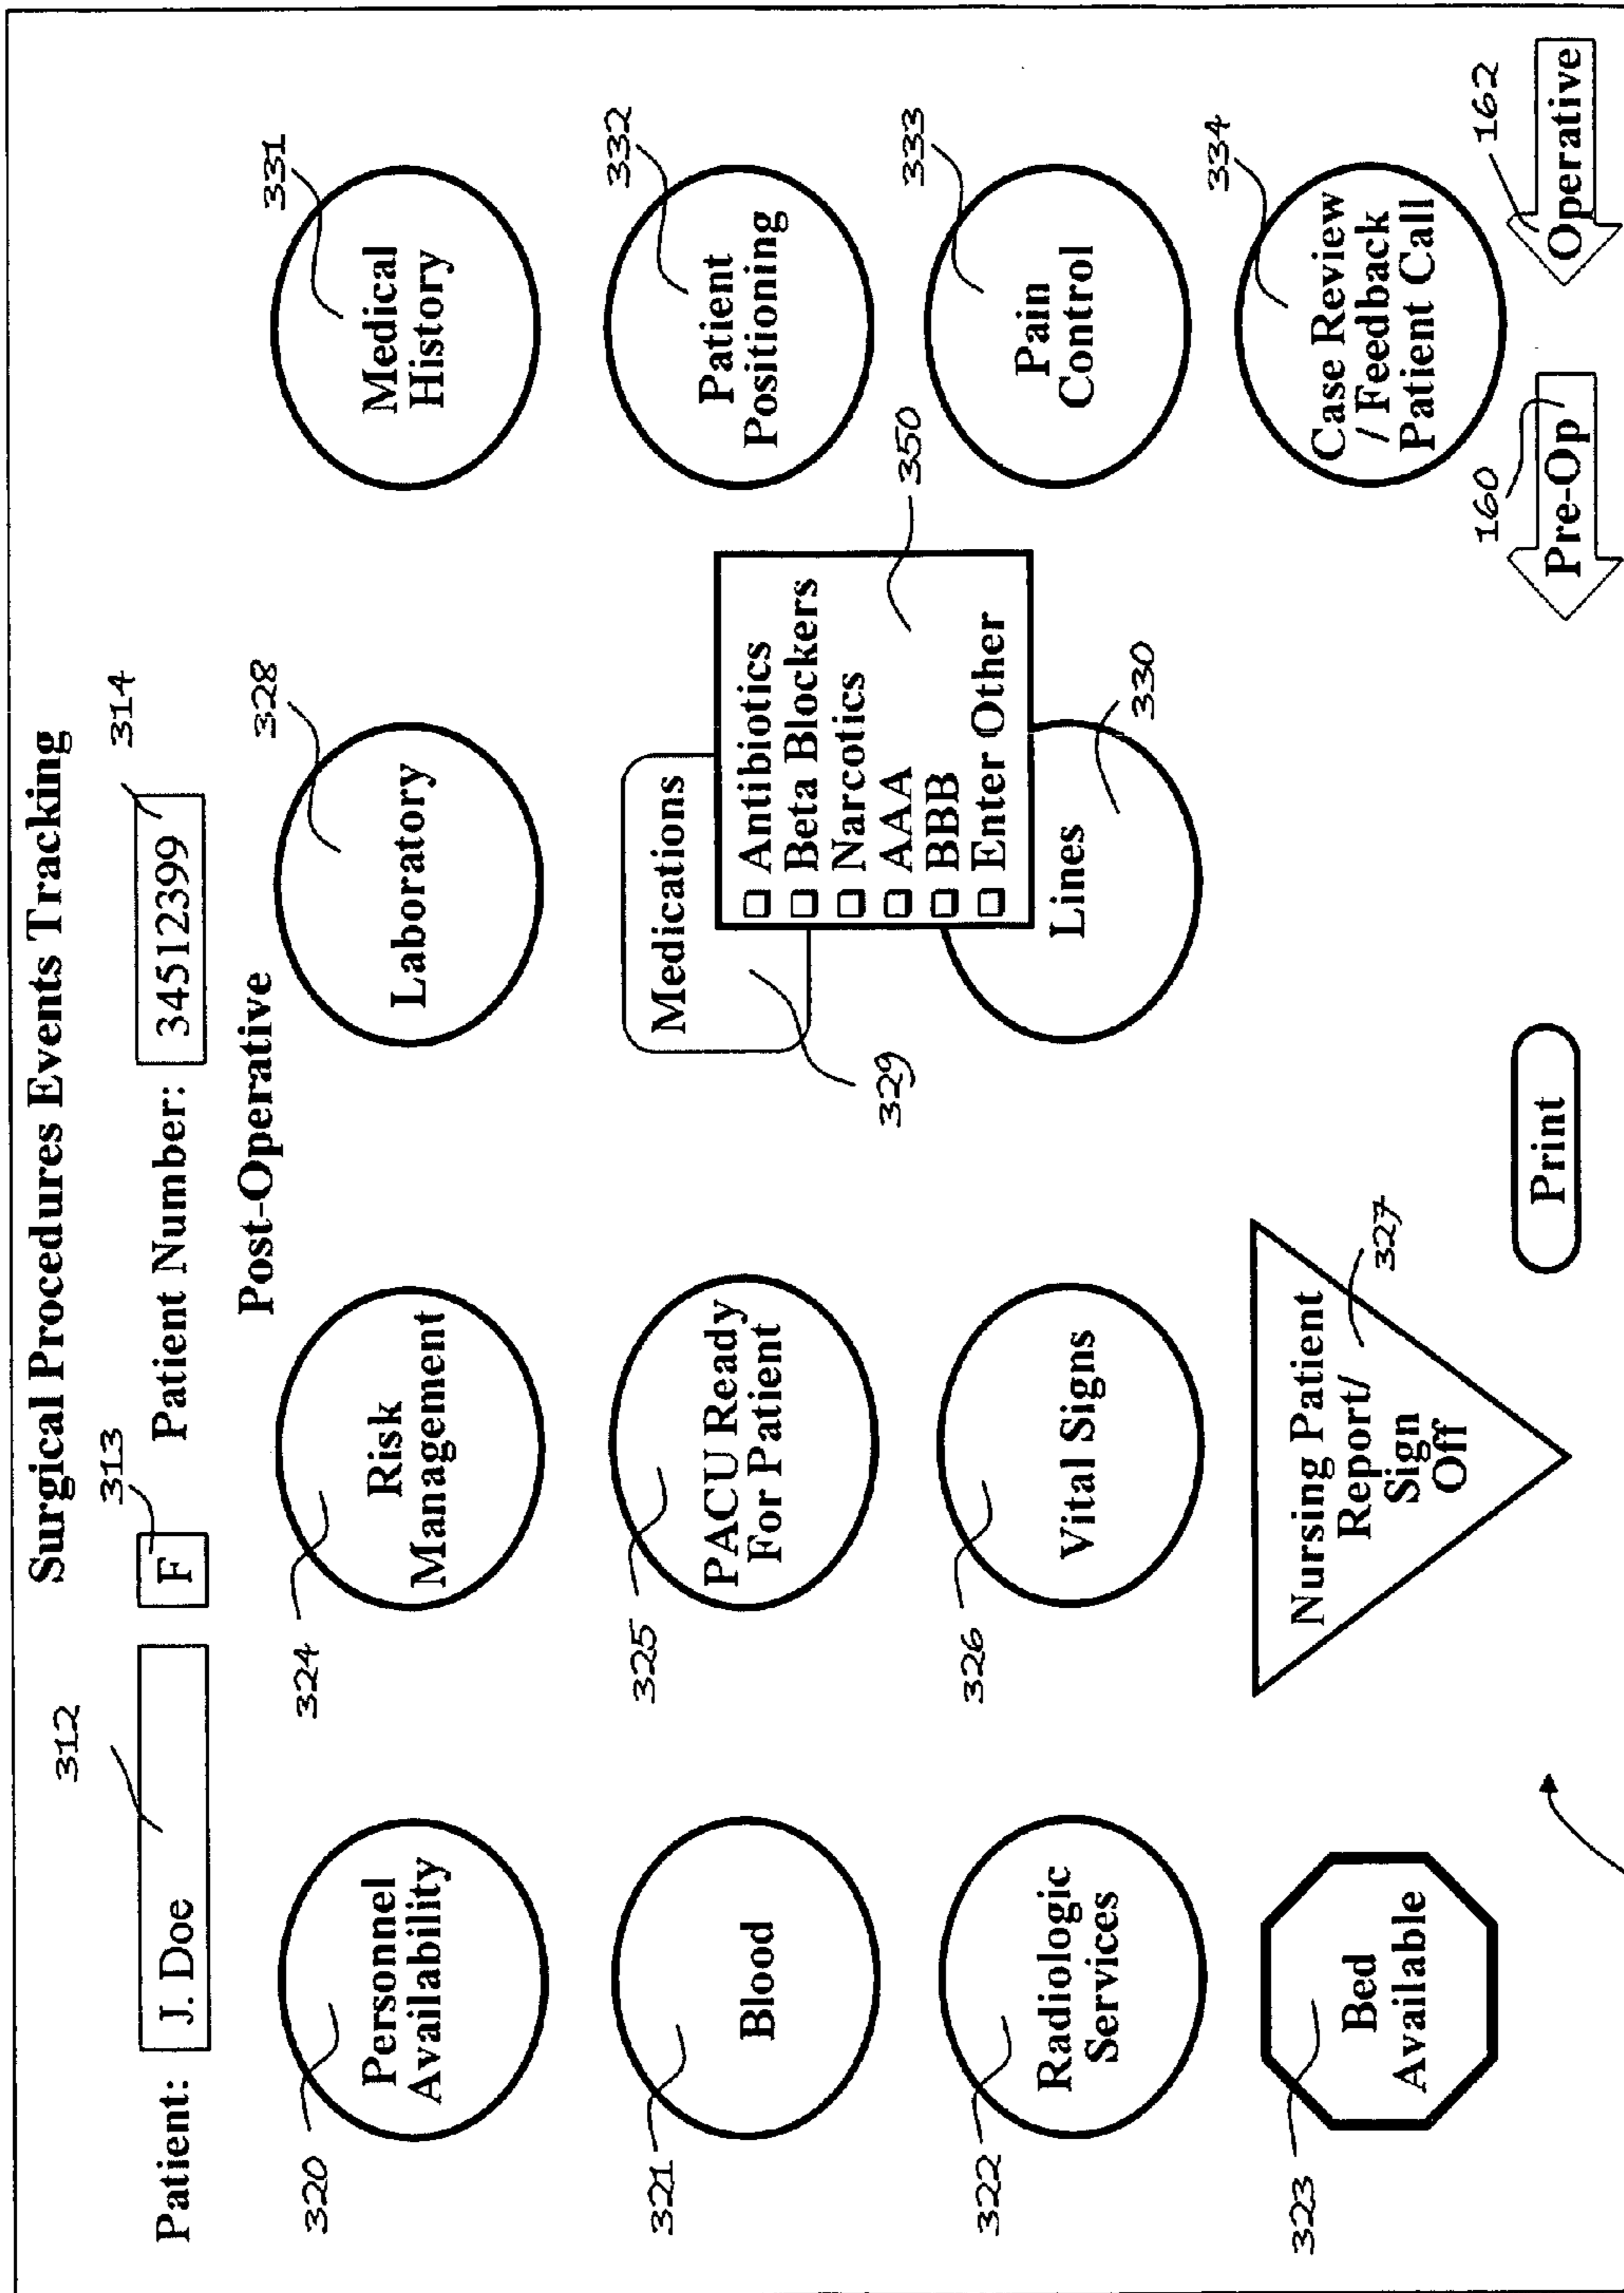 Surgical Procedures Events Tracking
312
313
314
Patient: J. Doe F Patient Number: 34512399
Post-Operative
320
Personnel
Availability
324
Risk
Management
328
Laboratory
331
Medical
History
321
Blood
325
PACU Ready
For Patient
329
Medications
350
☐ Antibiotics
☐ Beta Blockers
☐ Narcotics
☐ AAA
☐ BBB
☐ Enter Other
332
Patient
Positioning
322
Radiologic
Services
326
Vital Signs
330
Lines
333
Pain
Control
323
Bed
Available
327
Nursing Patient
Report/
Sign
Off
334
Case Review
/ Feedback
Patient Call
Print
160
Pre-Op
162
Operative